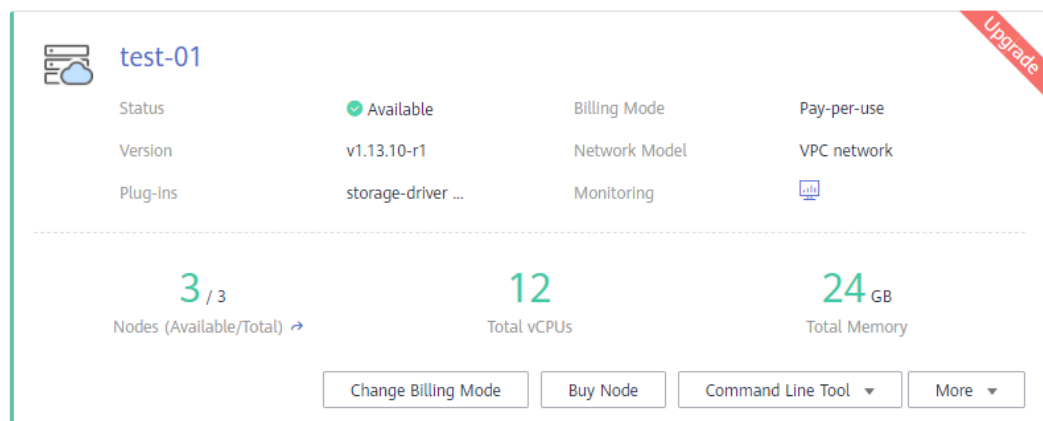 test-01
Upgrade
Status Available Billing Mode Pay-per-use
Version v1.13.10-r1 Network Model VPC network
Plug-ins storage-driver ... Monitoring
3 / 3 12 24 GB
Nodes (Available/Total) Total vCPUs Total Memory
Change Billing Mode Buy Node Command Line Tool More